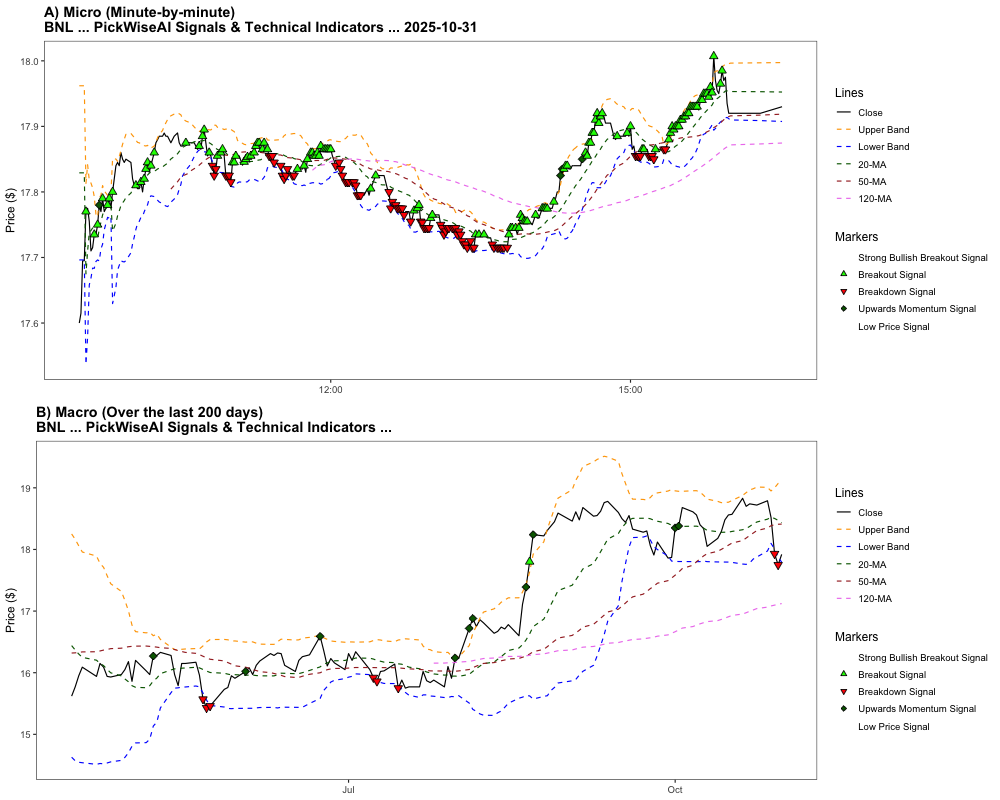 A) Micro (Minute-by-minute)
BNL ... PickWiseAI Signals & Technical Indicators ... 2025-10-31
Price ($)
18.0
17.9
17.8
17.7
17.6
12:00
15:00
Lines
Close
Upper Band
Lower Band
20-MA
50-MA
120-MA
Markers
Strong Bullish Breakout Signal
Breakout Signal
Breakdown Signal
Upwards Momentum Signal
Low Price Signal
B) Macro (Over the last 200 days)
BNL ... PickWiseAI Signals & Technical Indicators ...
Price ($)
19
18
17
16
15
Jul
Oct
Lines
Close
Upper Band
Lower Band
20-MA
50-MA
120-MA
Markers
Strong Bullish Breakout Signal
Breakout Signal
Breakdown Signal
Upwards Momentum Signal
Low Price Signal